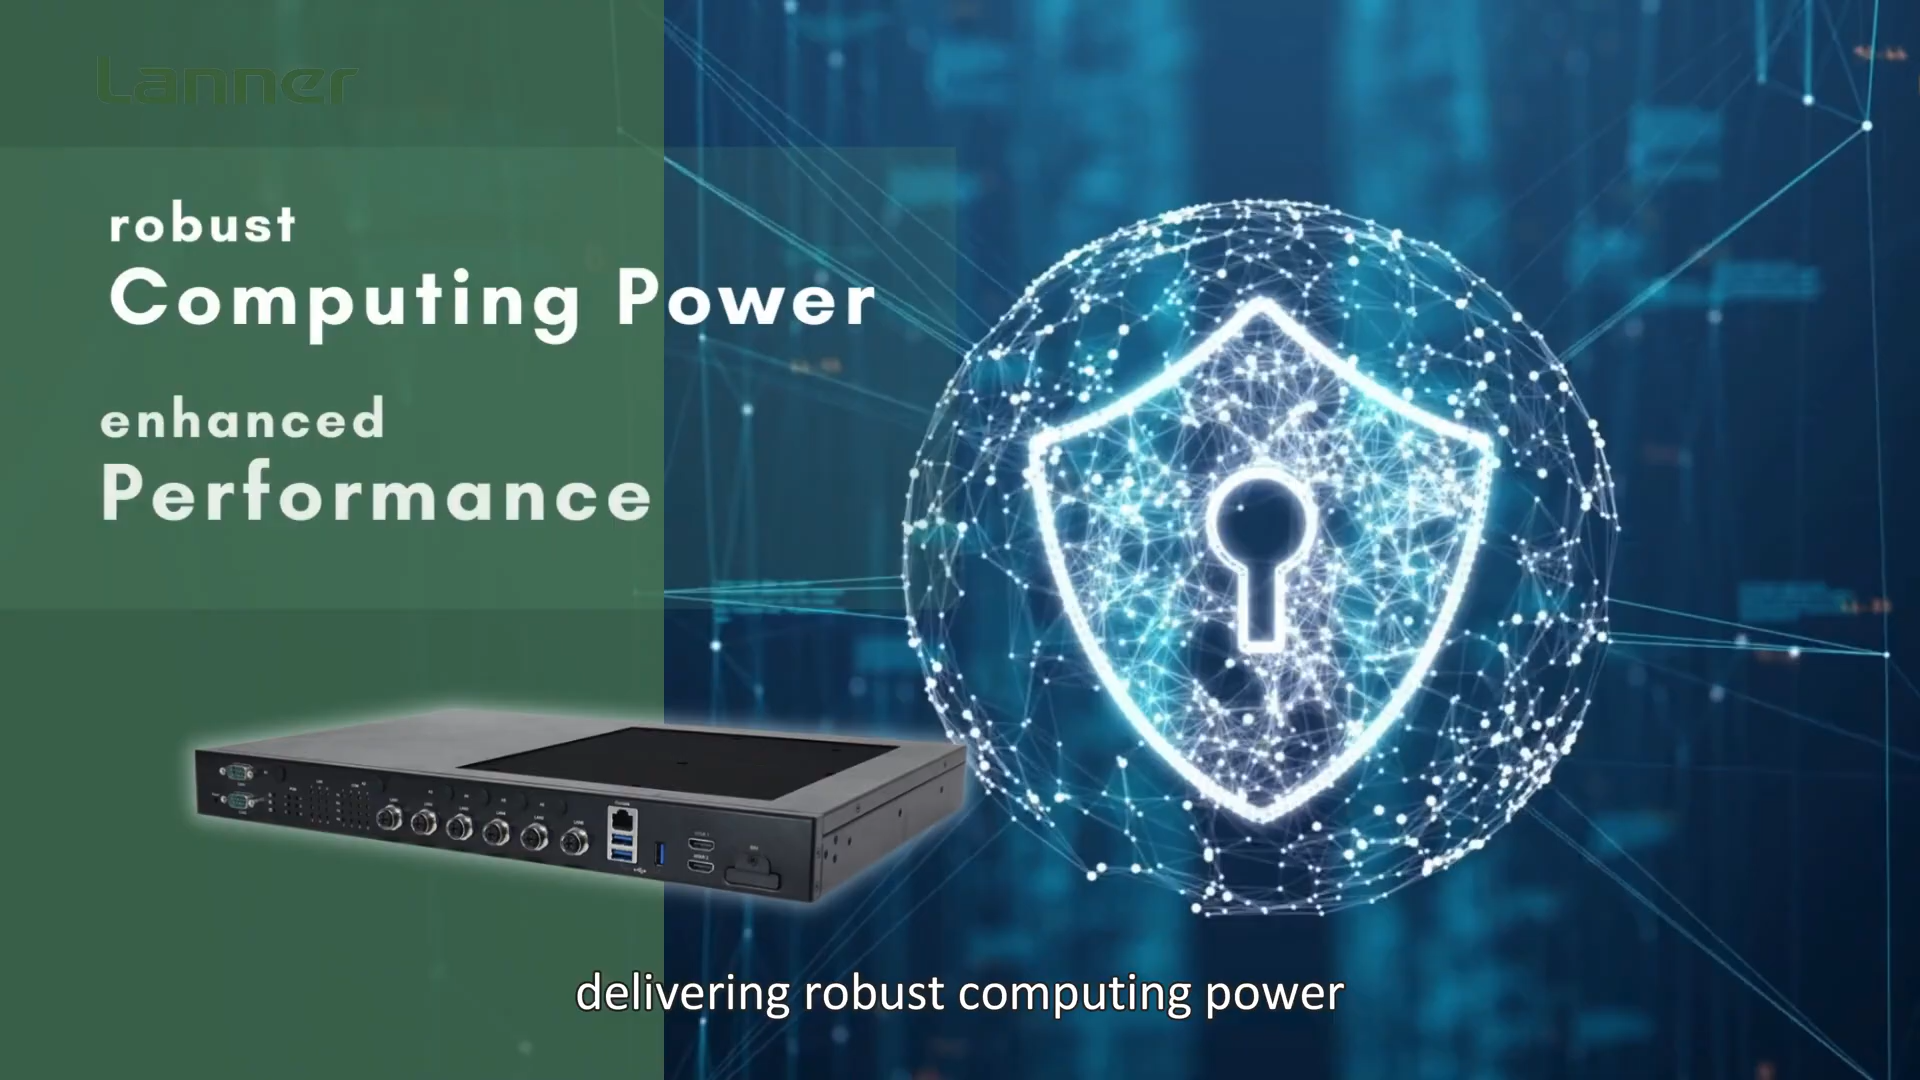 Lanner
robust
Computing Power
enhanced
Performance
delivering robust computing power